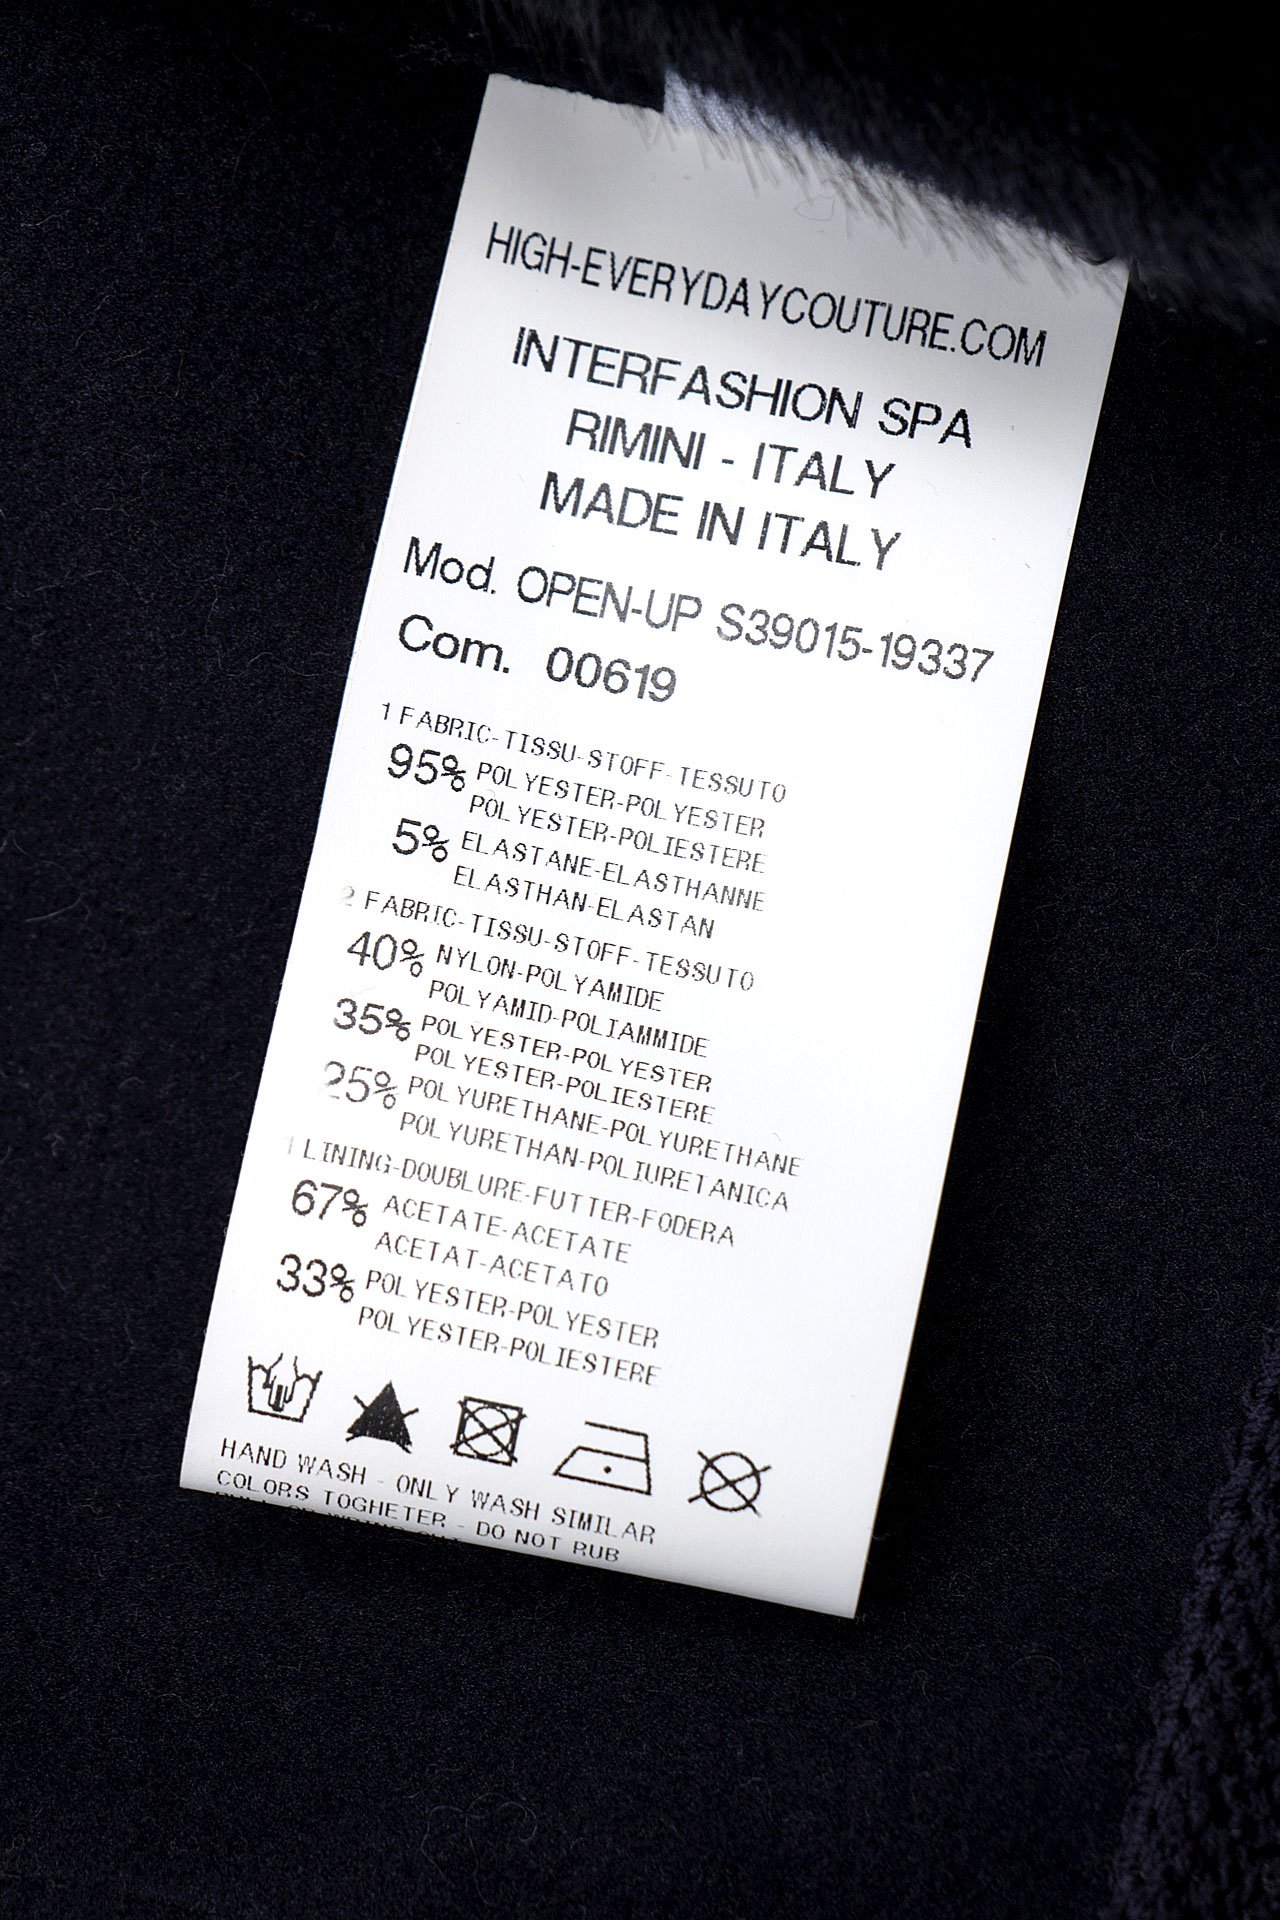 HIGH-EVERYDAYCOUTURE.COM
INTERFASHION SPA
RIMINI - ITALY
MADE IN ITALY
Mod. OPEN-UP S39015-19337
Com. 00619
1 FABRIC-TISSU-STOFF-TESSUTO
95% POLYESTER-POLYESTER
POLYESTER-POLIESTERE
5% ELASTANE-ELASTHANNE
ELASTHAN-ELASTAN
2 FABRIC-TISSU-STOFF-TESSUTO
40% NYLON-POLYAMIDE
POLYAMID-POLIAMMIDE
35% POLYESTER-POLYESTER
POLYESTER-POLIESTERE
25% POLYURETHANE-POLYURETHANE
POLYURETHAN-POLIURETANICA
1 LINING-DOUBLURE-FUTTER-FODERA
67% ACETATE-ACETATE
ACETAT-ACETATO
33% POLYESTER-POLYESTER
POLYESTER-POLIESTERE
HAND WASH - ONLY WASH SIMILAR
COLORS TOGHETER - DO NOT RUB